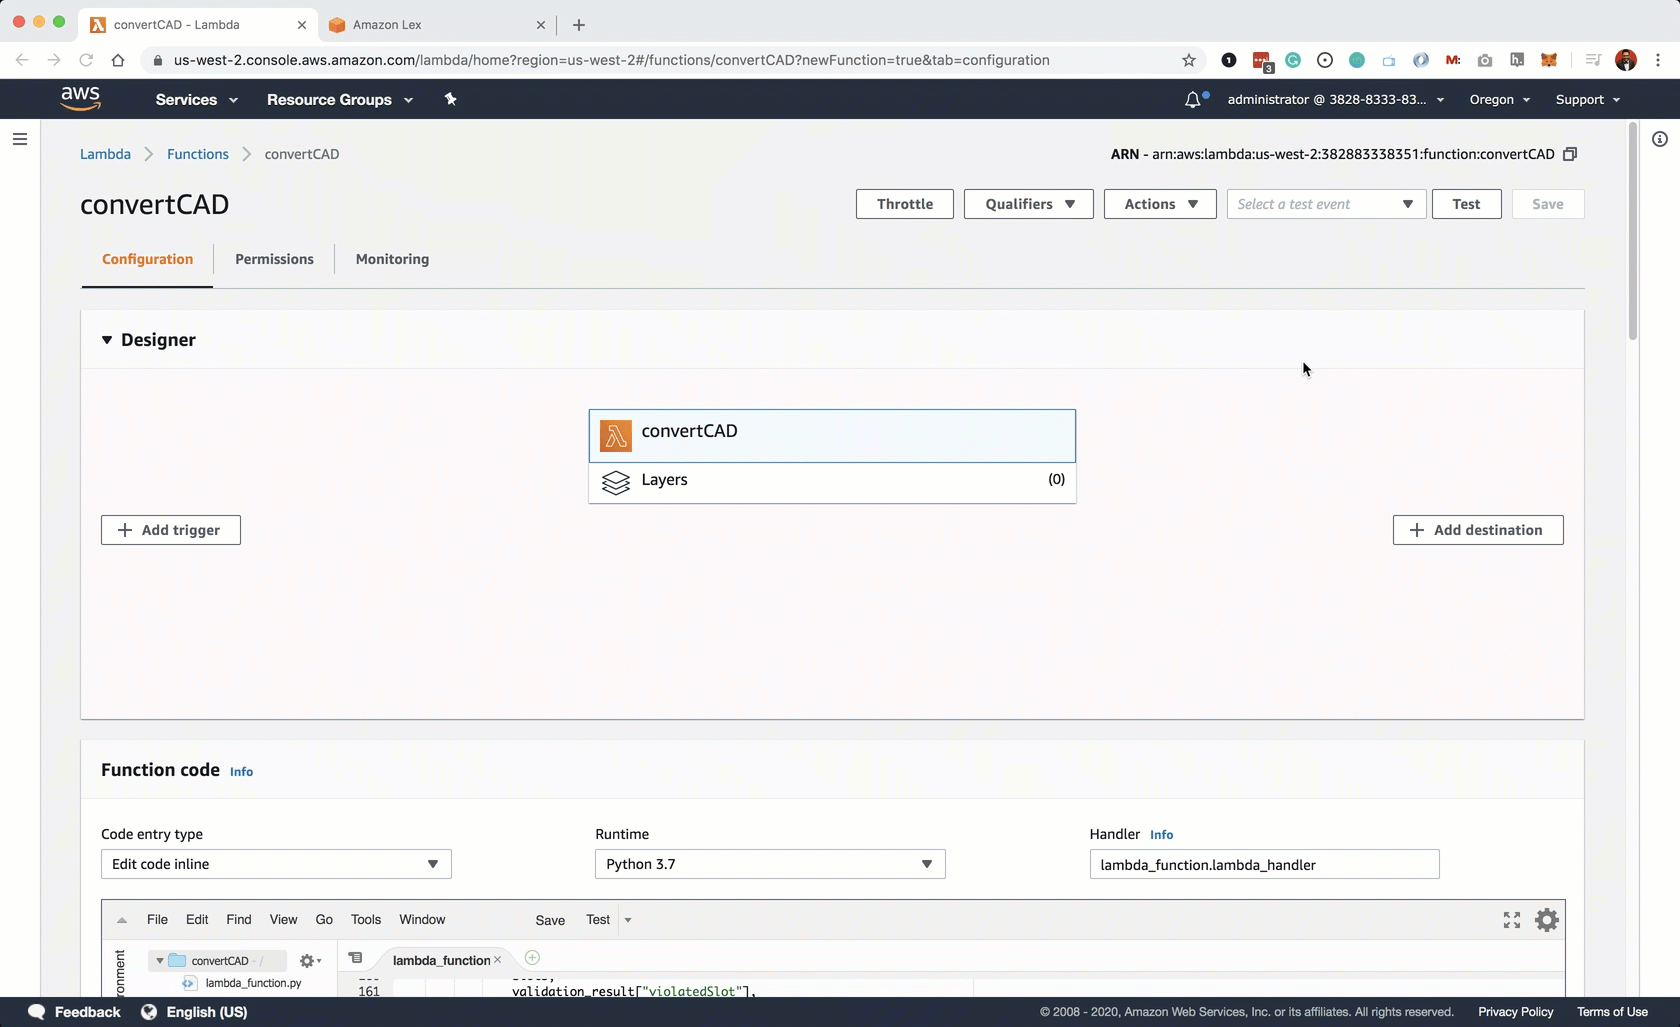 convertCAD - Lambda
Amazon Lex
us-west-2.console.aws.amazon.com/lambda/home?region=us-west-2#/functions/convertCAD?newFunction=true&tab=configuration
3
aws
Services
Resource Groups
administrator @ 3828-8333-83...
Oregon
Support
Lambda
Functions
convertCAD
ARN - arn:aws:lambda:us-west-2:382883338351:function:convertCAD
convertCAD
Throttle
Qualifiers
Actions
Select a test event
Test
Save
Configuration
Permissions
Monitoring
Designer
convertCAD
Layers
(0)
Add trigger
Add destination
Function code Info
Code entry type
Edit code inline
Runtime
Python 3.7
Handler Info
lambda_function.lambda_handler
File Edit Find View Go Tools Window
Save Test
convertCAD - /
lambda_function.py
lambda_function
161 validation_result["violatedSlot"],
Feedback
English (US)
© 2008 - 2020, Amazon Web Services, Inc. or its affiliates. All rights reserved.
Privacy Policy
Terms of Use